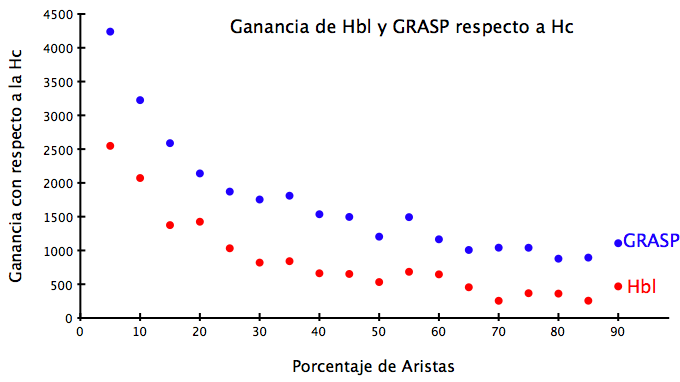 Ganancia de Hbl y GRASP respecto a Hc
Ganancia con respecto a la Hc
4500
4000
3500
3000
2500
2000
1500
1000
500
0
GRASP
Hbl
0 10 20 30 40 50 60 70 80 90
Porcentaje de Aristas